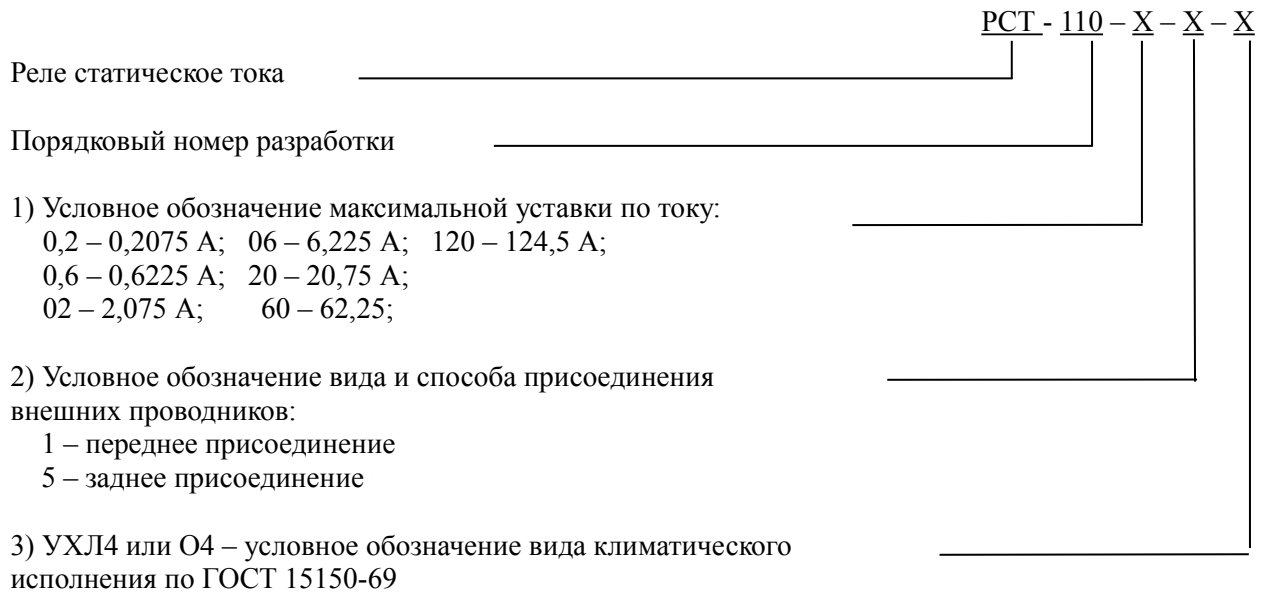 РСТ - 110 – Х – Х – Х
Реле статическое тока
Порядковый номер разработки
1) Условное обозначение максимальной уставки по току:
0,2 – 0,2075 А; 06 – 6,225 А; 120 – 124,5 А;
0,6 – 0,6225 А; 20 – 20,75 А;
02 – 2,075 А; 60 – 62,25;
2) Условное обозначение вида и способа присоединения
внешних проводников:
1 – переднее присоединение
5 – заднее присоединение
3) УХЛ4 или О4 – условное обозначение вида климатического
исполнения по ГОСТ 15150-69